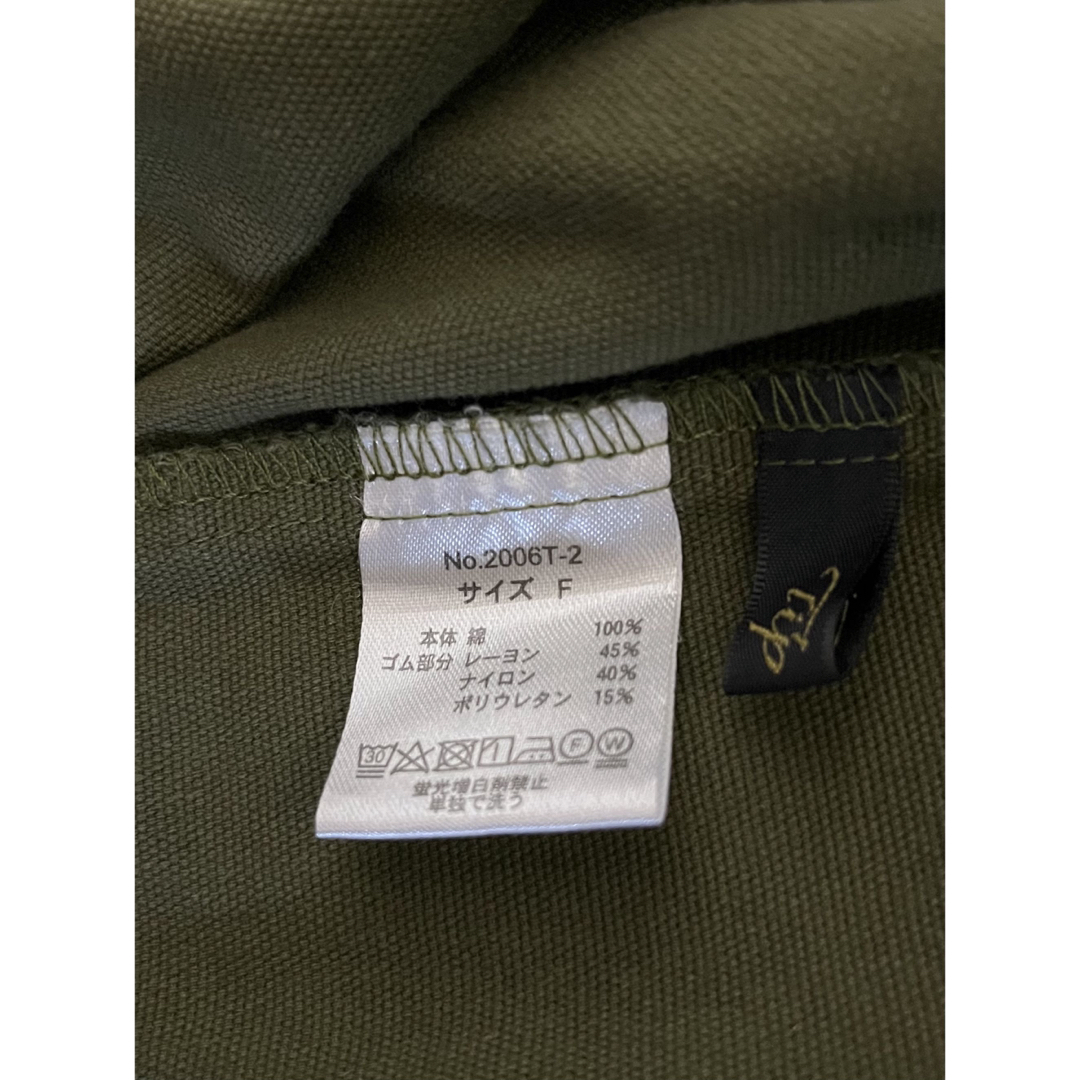 No.2006T-2
サイズ F
本体 綿 100%
ゴム部分 レーヨン 45%
ナイロン 40%
ポリウレタン 15%
30 F W
蛍光増白剤禁止
単独で洗う